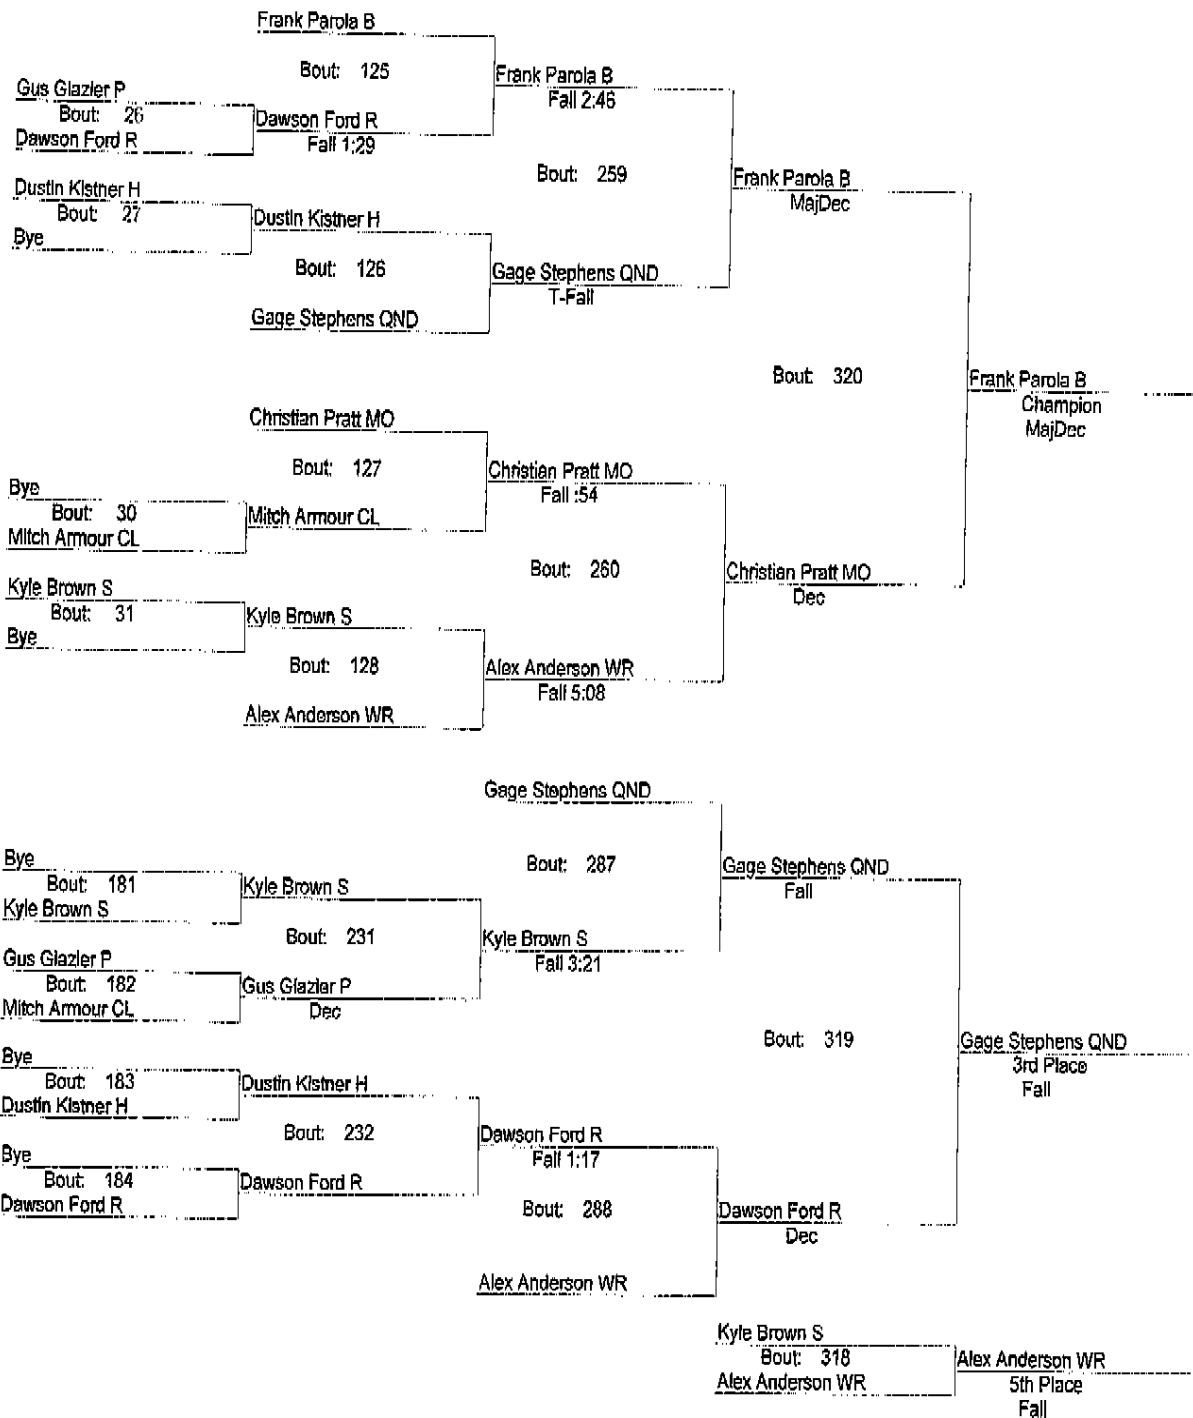 Frank Parola B
Bout: 125
Frank Parola B
Fall 2:46
Gus Glazier P
Bout: 26
Dawson Ford R
Dawson Ford R
Fall 1:29
Bout: 259
Frank Parola B
MajDec
Dustin Kistner H
Bout: 27
Bye
Dustin Kistner H
Bout: 126
Gage Stephens QND
T-Fall
Gage Stephens QND
Bout: 320
Frank Parola B
Champion
MajDec
Christian Pratt MO
Bout: 127
Christian Pratt MO
Fall :54
Bye
Bout: 30
Mitch Armour CL
Mitch Armour CL
Bout: 260
Christian Pratt MO
Dec
Kyle Brown S
Bout: 31
Bye
Kyle Brown S
Bout: 128
Alex Anderson WR
Fall 5:08
Alex Anderson WR
Gage Stephens QND
Bout: 287
Gage Stephens QND
Fall
Bye
Bout: 181
Kyle Brown S
Kyle Brown S
Bout: 231
Kyle Brown S
Fall 3:21
Gus Glazier P
Bout: 182
Mitch Armour CL
Gus Glazier P
Dec
Bout: 319
Gage Stephens QND
3rd Place
Fall
Bye
Bout: 183
Dustin Kistner H
Dustin Kistner H
Bout: 232
Dawson Ford R
Fall 1:17
Bye
Bout: 184
Dawson Ford R
Dawson Ford R
Bout: 288
Dawson Ford R
Dec
Alex Anderson WR
Kyle Brown S
Bout: 318
Alex Anderson WR
Alex Anderson WR
5th Place
Fall